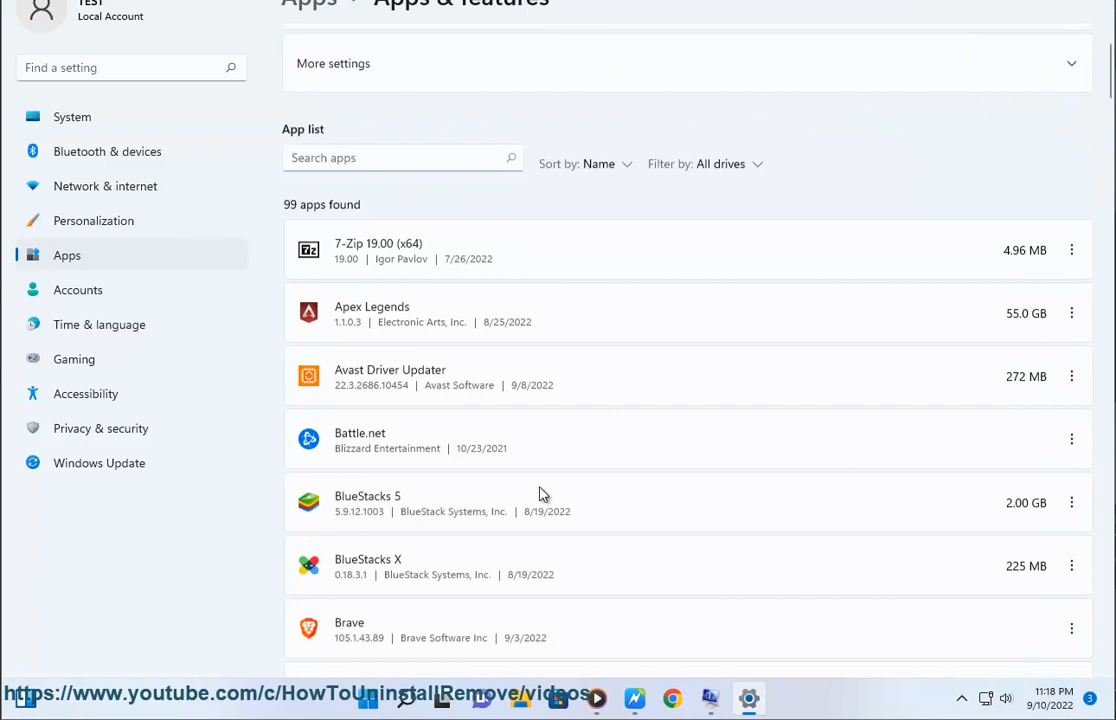 TEST
Local Account
Apps > Apps & features
Find a setting
More settings
System
Bluetooth & devices
Network & internet
Personalization
Apps
Accounts
Time & language
Gaming
Accessibility
Privacy & security
Windows Update
App list
Search apps
Sort by: Name
Filter by: All drives
99 apps found
7-Zip 19.00 (x64)
19.00 | Igor Pavlov | 7/26/2022
4.96 MB
Apex Legends
1.1.0.3 | Electronic Arts, Inc. | 8/25/2022
55.0 GB
Avast Driver Updater
22.3.2686.10454 | Avast Software | 9/8/2022
272 MB
Battle.net
Blizzard Entertainment | 10/23/2021
BlueStacks 5
5.9.12.1003 | BlueStack Systems, Inc. | 8/19/2022
2.00 GB
BlueStacks X
0.18.3.1 | BlueStack Systems, Inc. | 8/19/2022
225 MB
Brave
105.1.43.89 | Brave Software Inc | 9/3/2022
https://www.youtube.com/c/HowToUninstallRemove/videos
11:18 PM
9/10/2022
3